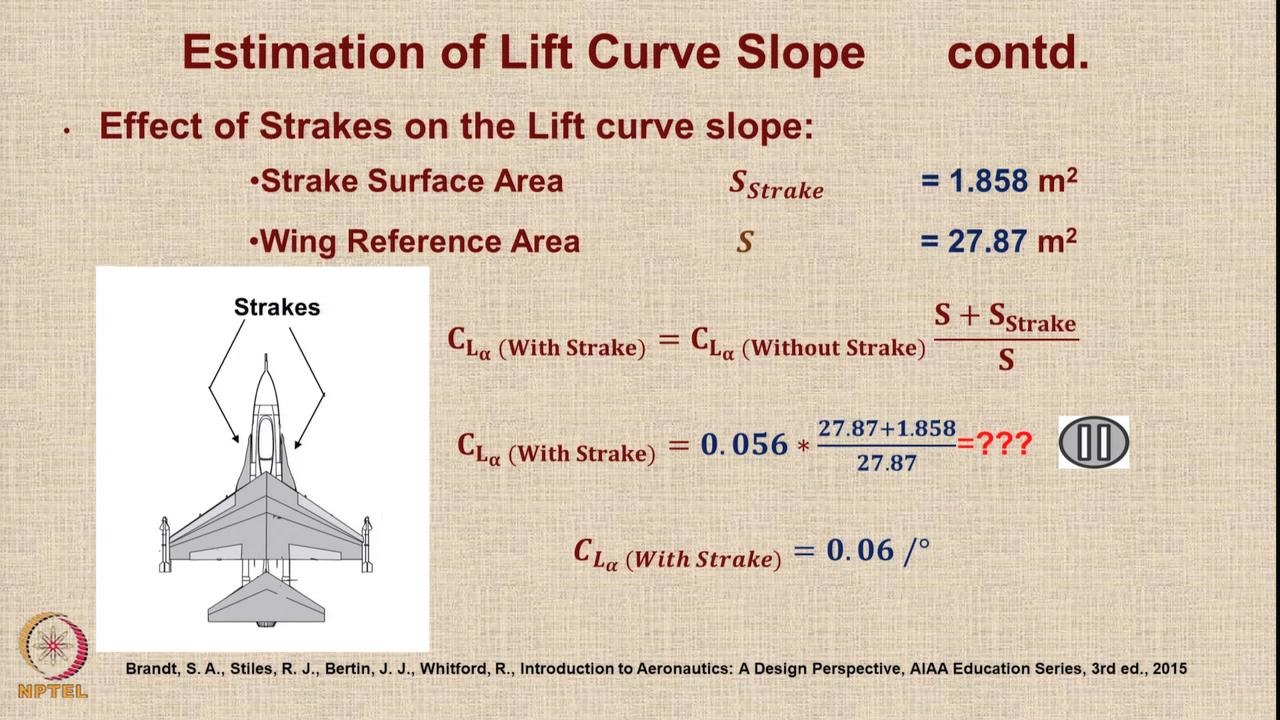 Estimation of Lift Curve Slope contd.
• Effect of Strakes on the Lift curve slope:
•Strake Surface Area S_Strake = 1.858 m²
•Wing Reference Area S = 27.87 m²
Strakes
C_Lα (With Strake) = C_Lα (Without Strake) (S + S_Strake)/S
C_Lα (With Strake) = 0.056 * (27.87+1.858)/27.87 =???
C_Lα (With Strake) = 0.06 /°
Brandt, S. A., Stiles, R. J., Bertin, J. J., Whitford, R., Introduction to Aeronautics: A Design Perspective, AIAA Education Series, 3rd ed., 2015
NPTEL